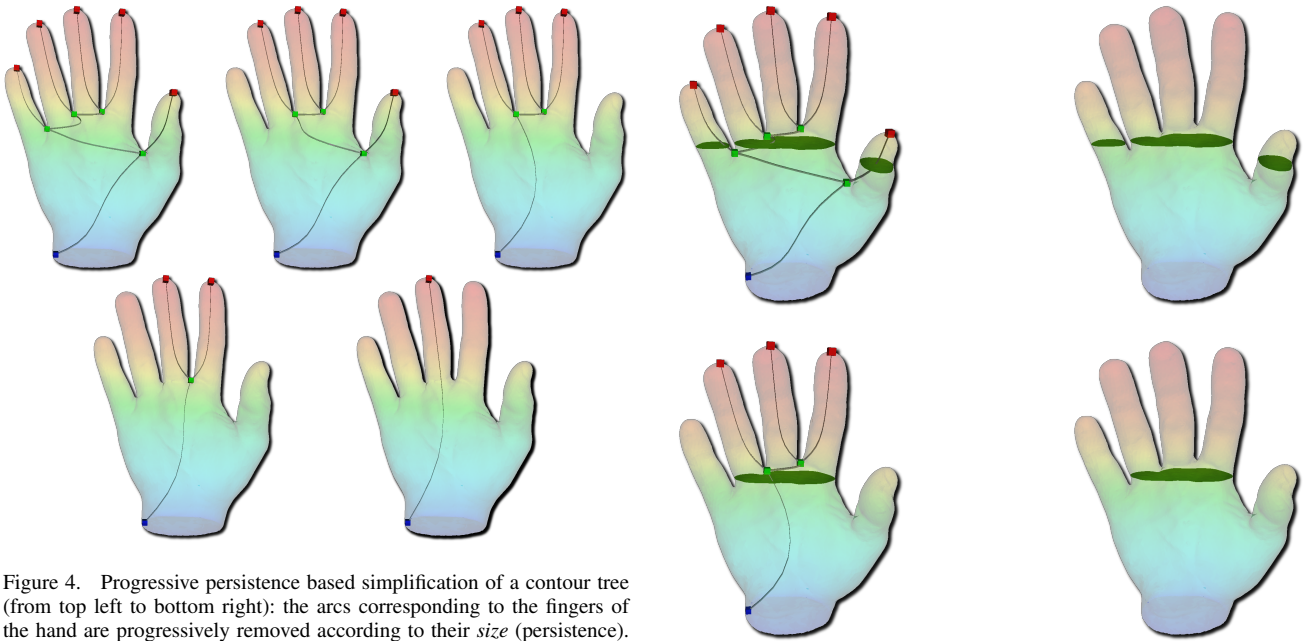 Figure 4. Progressive persistence based simplification of a contour tree
(from top left to bottom right): the arcs corresponding to the fingers of
the hand are progressively removed according to their size (persistence).